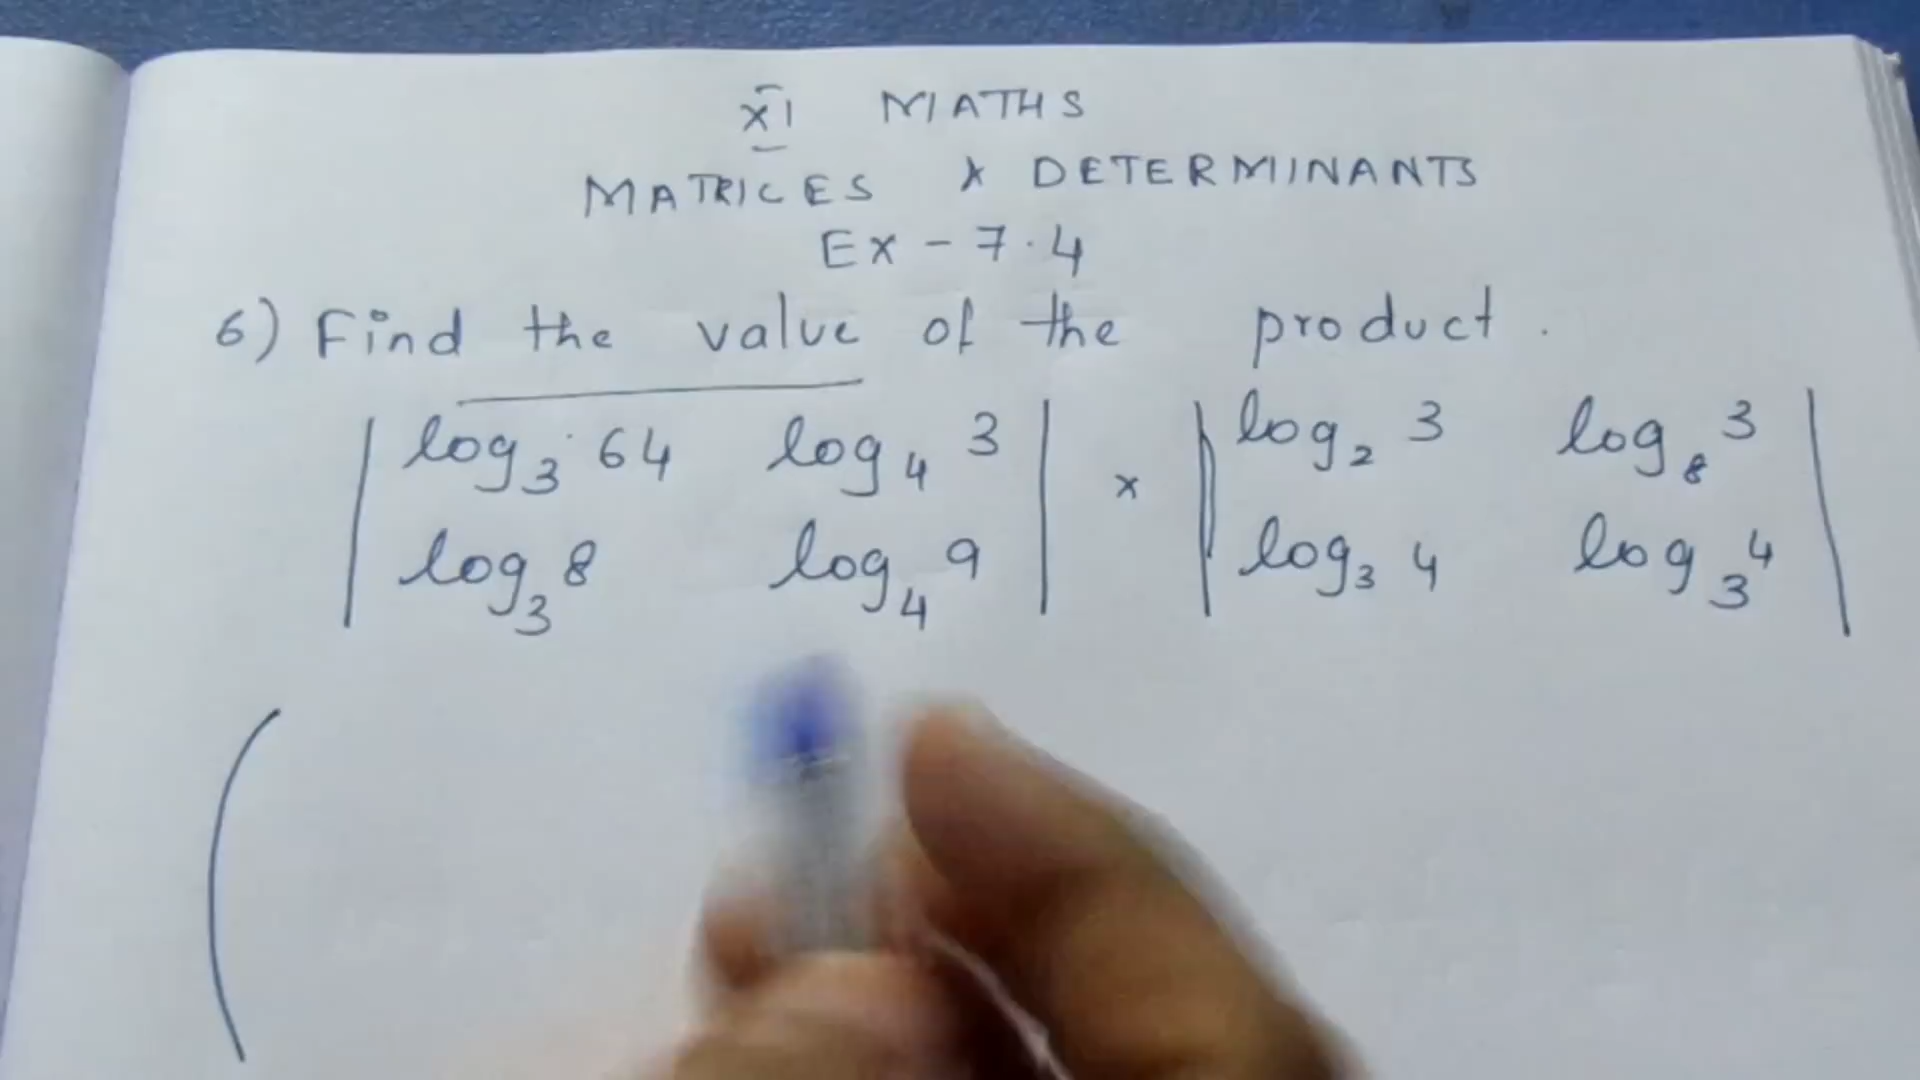 XI MATHS
MATRICES & DETERMINANTS
Ex - 7.4
6) Find the value of the product.
| log₃ 64 log₄ 3 | × | log₂ 3 log₈ 3 |
| log₃ 8 log₄ 9 | | log₃ 4 log₃ 4 |
(